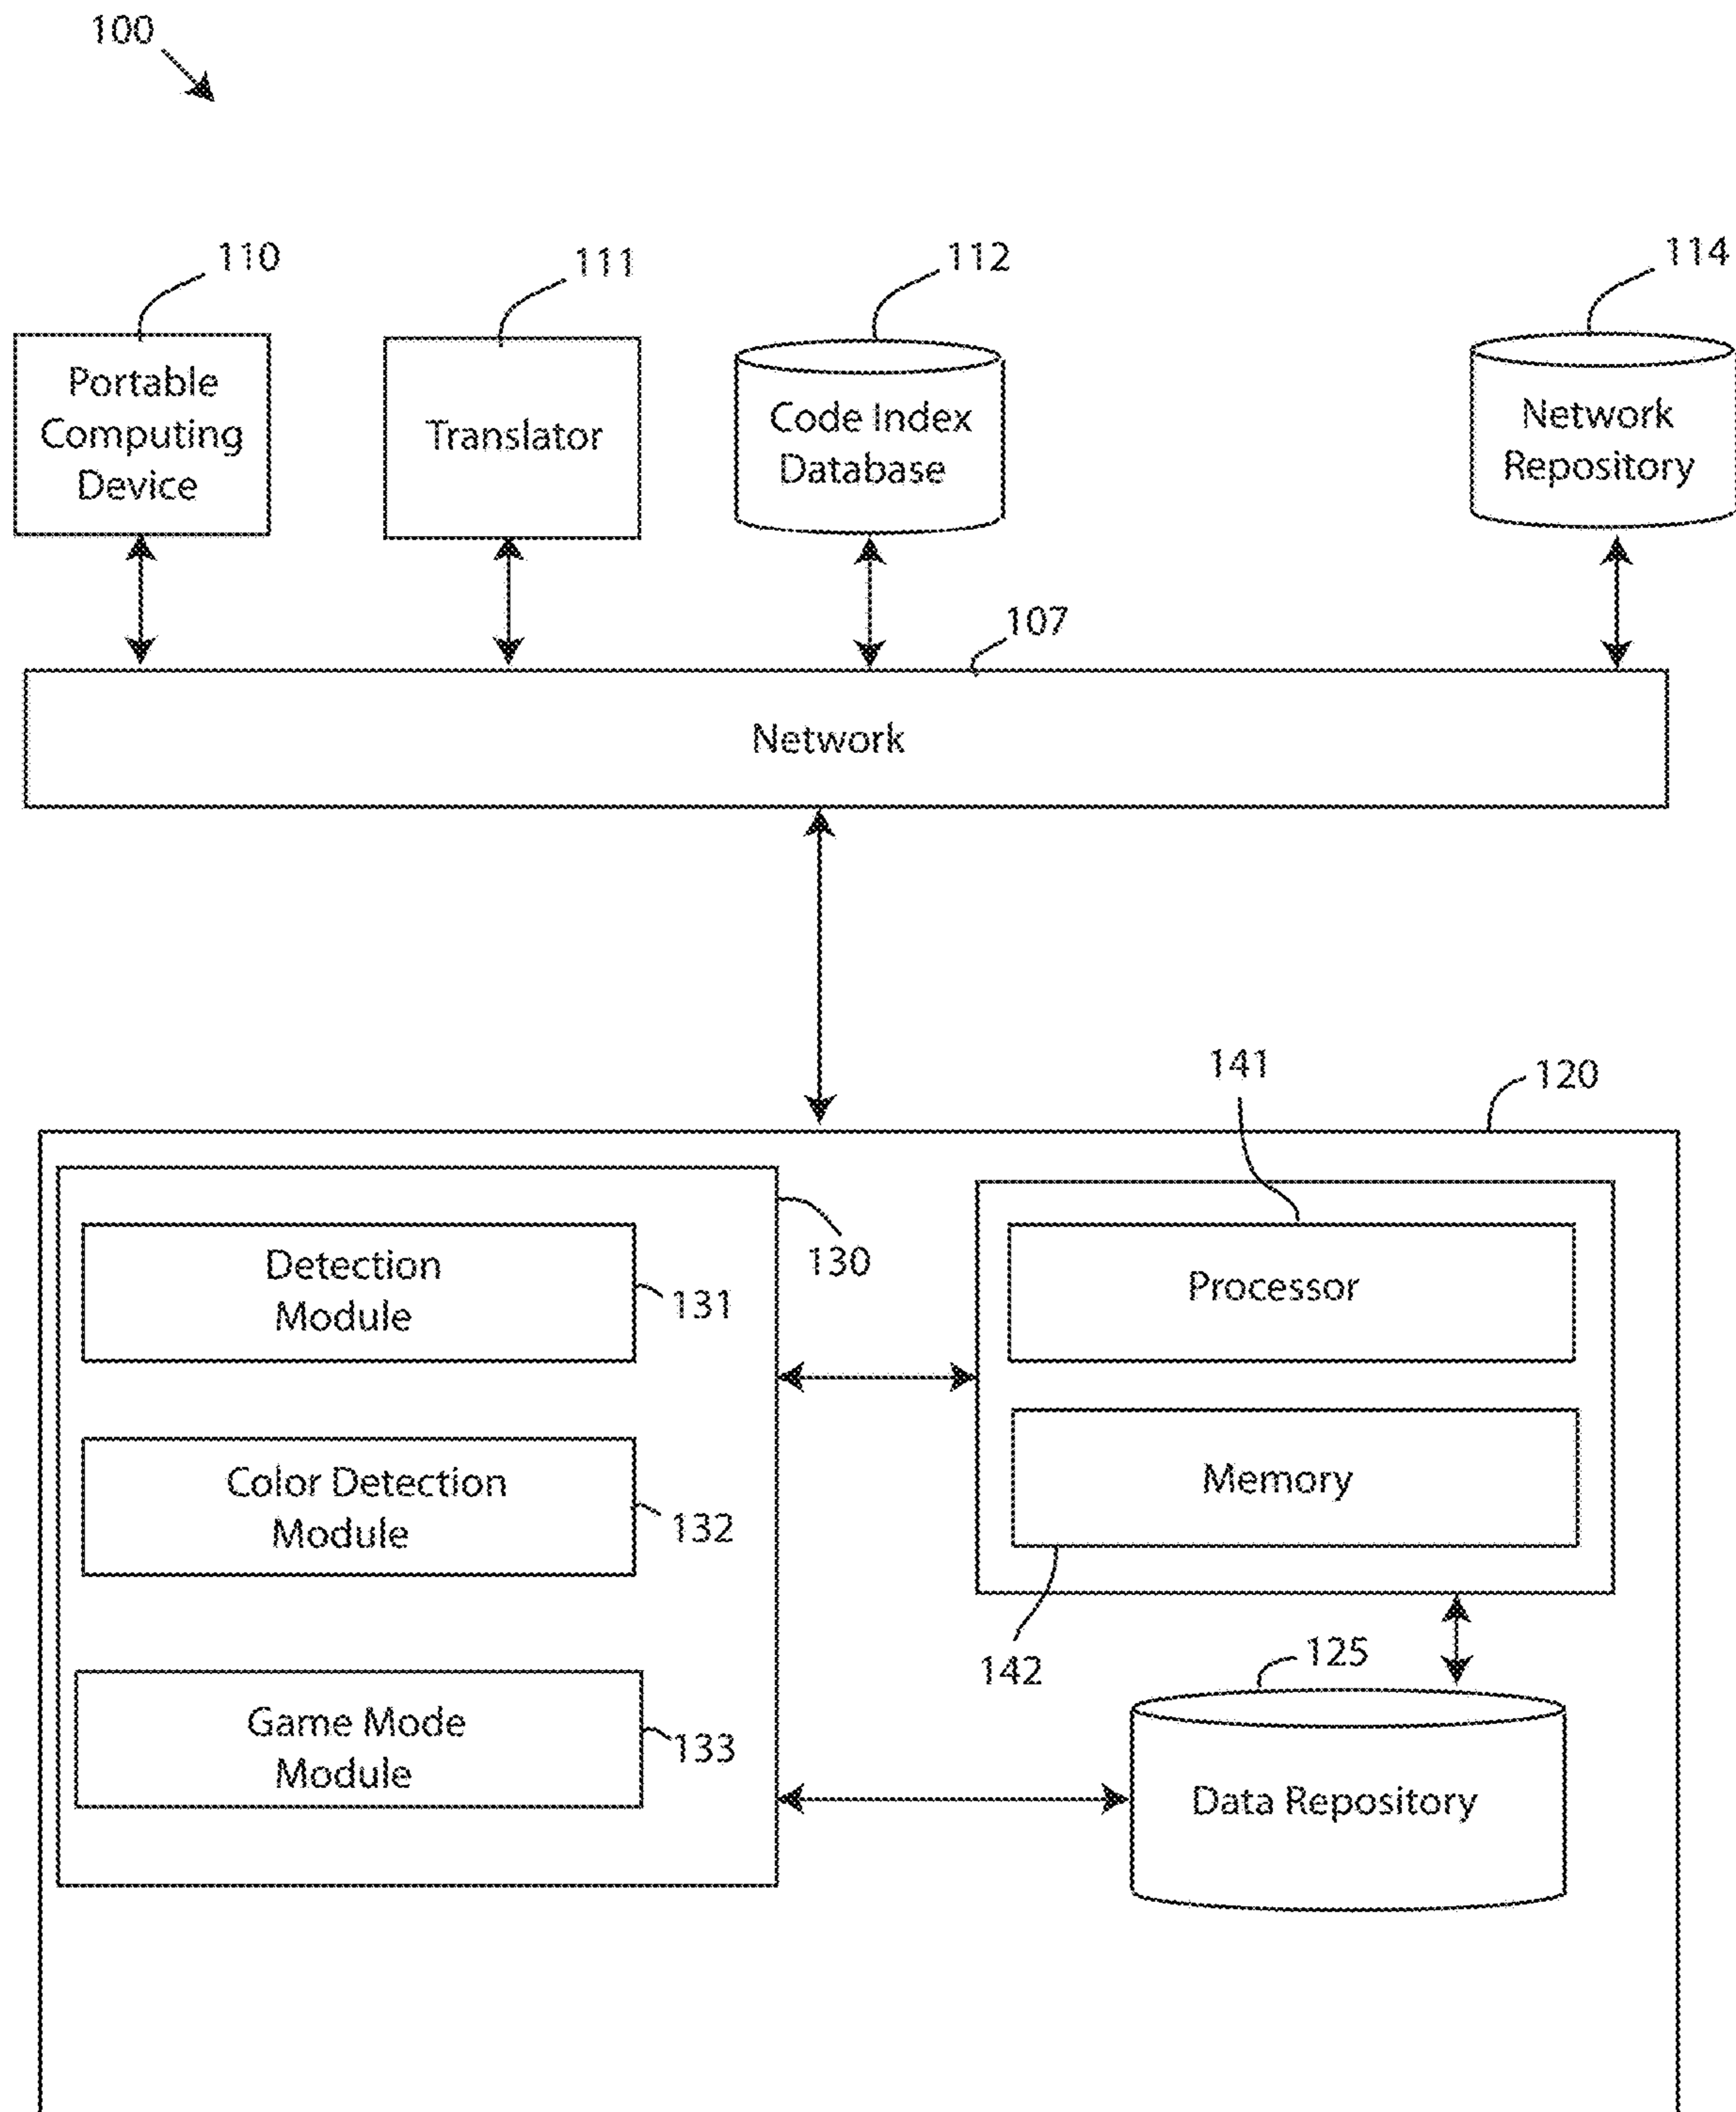 100
110
111
112
114
Portable
Computing
Device
Translator
Code Index
Database
Network
Repository
107
Network
141
120
130
Detection
Module
131
Processor
Color Detection
Module
132
Memory
142
125
Game Mode
Module
133
Data Repository